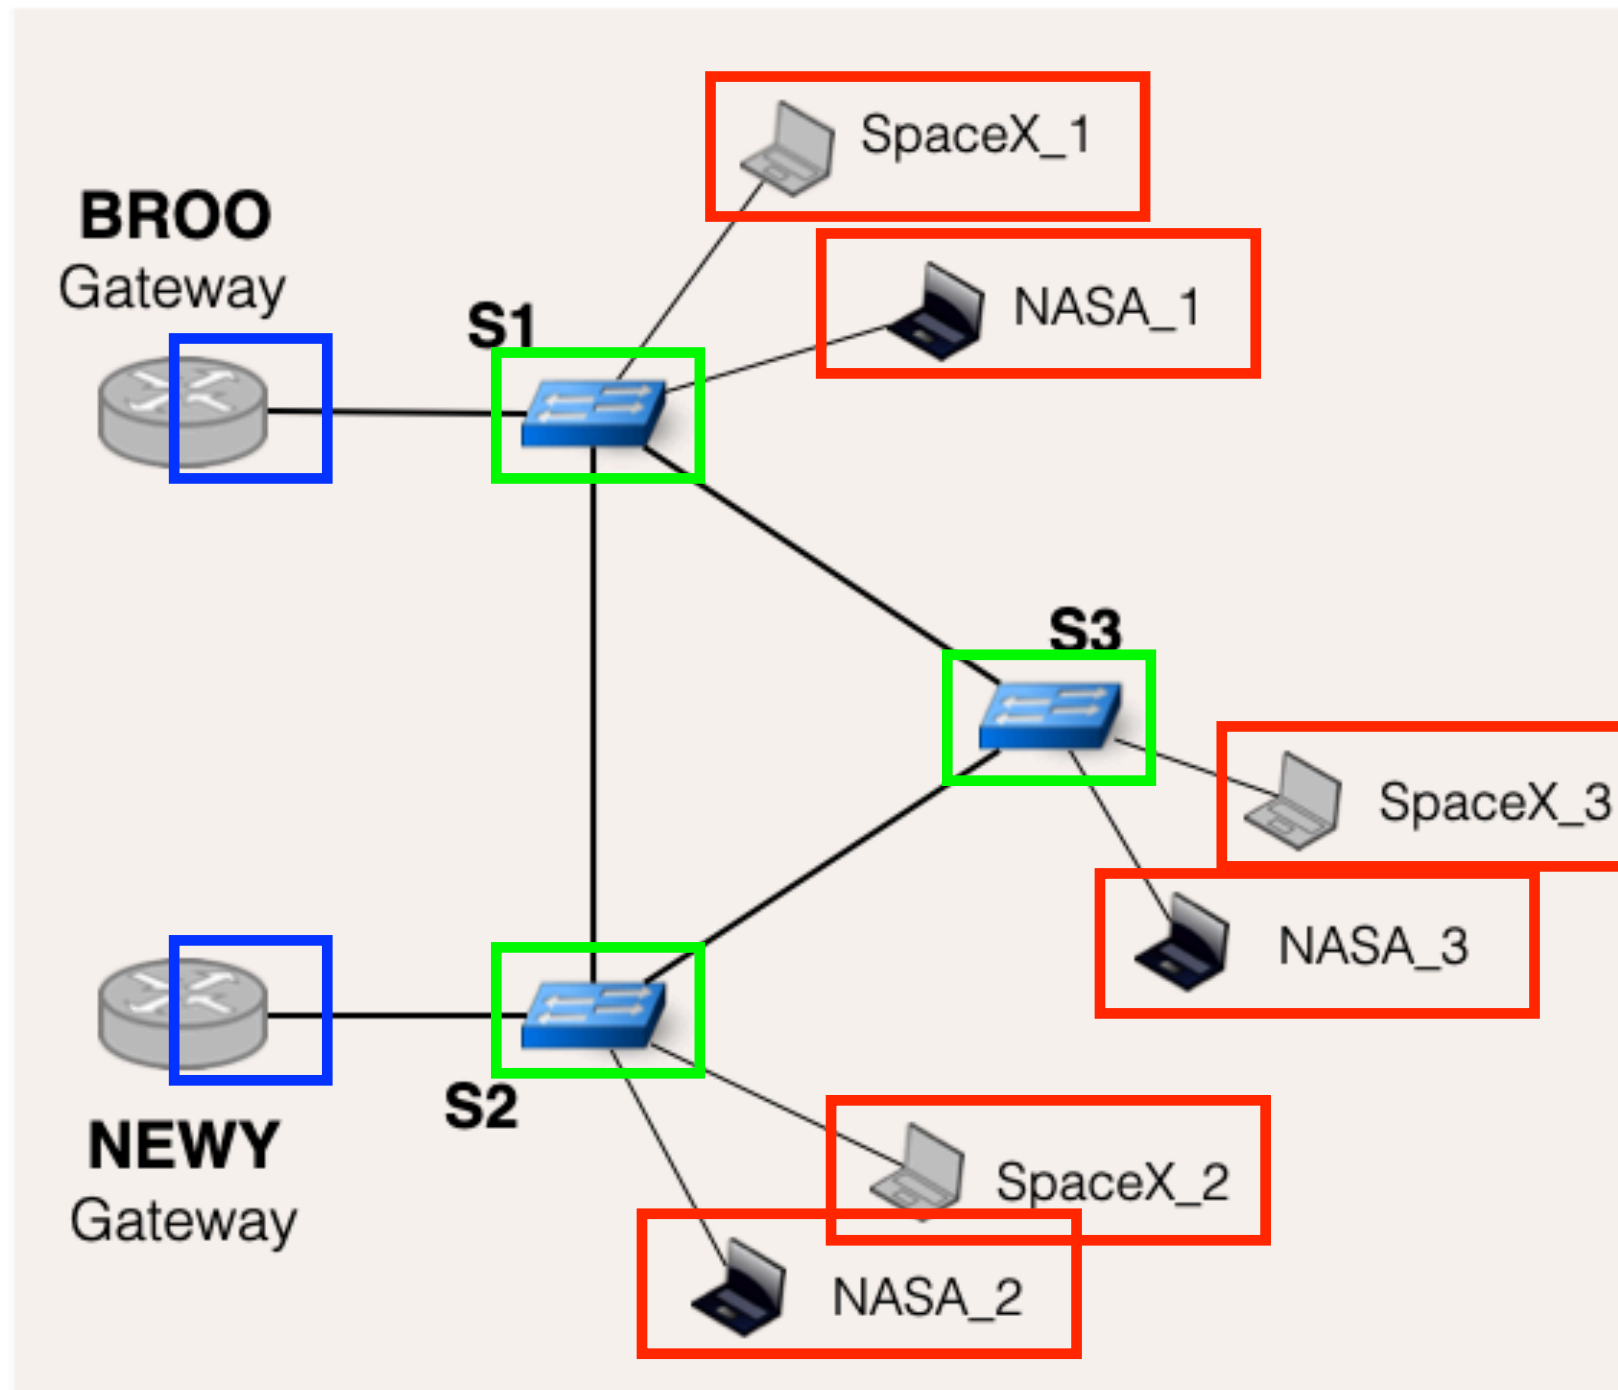 SpaceX_1
BROO
Gateway
NASA_1
S1
S3
SpaceX_3
NASA_3
S2
NEWY
Gateway
SpaceX_2
NASA_2